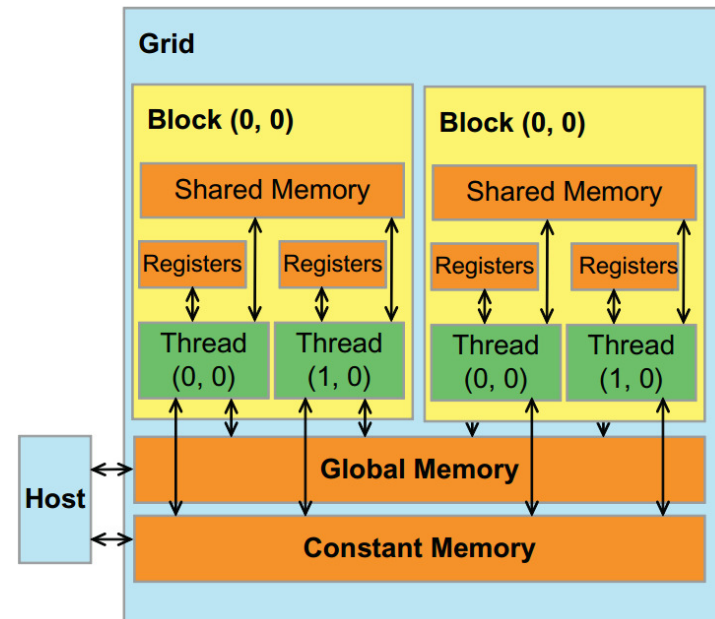 Grid
Block (0, 0)
Block (0, 0)
Shared Memory
Shared Memory
Registers
Registers
Registers
Registers
Thread
(0, 0)
Thread
(1, 0)
Thread
(0, 0)
Thread
(1, 0)
Host
Global Memory
Constant Memory